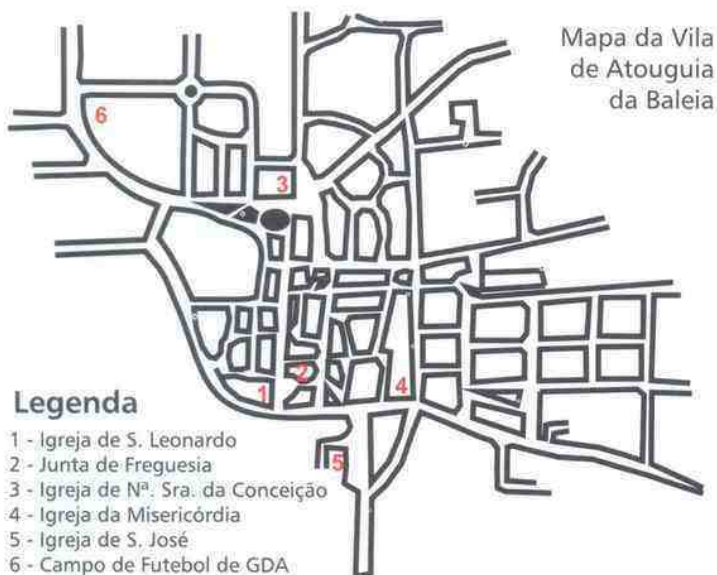 Mapa da Vila
de Atouguia
da Baleia
6
3
2
1
4
5
Legenda
1 - Igreja de S. Leonardo
2 - Junta de Freguesia
3 - Igreja de Nª. Sra. da Conceição
4 - Igreja da Misericórdia
5 - Igreja de S. José
6 - Campo de Futebol de GDA